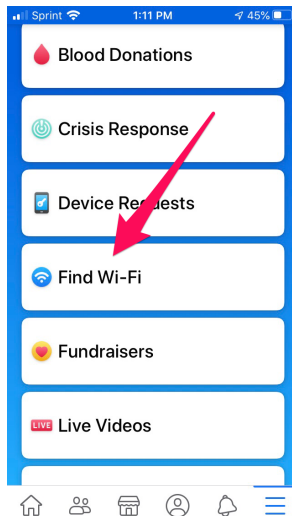 Sprint 1:11 PM 45%
Blood Donations
Crisis Response
Device Requests
Find Wi-Fi
Fundraisers
LIVE Live Videos